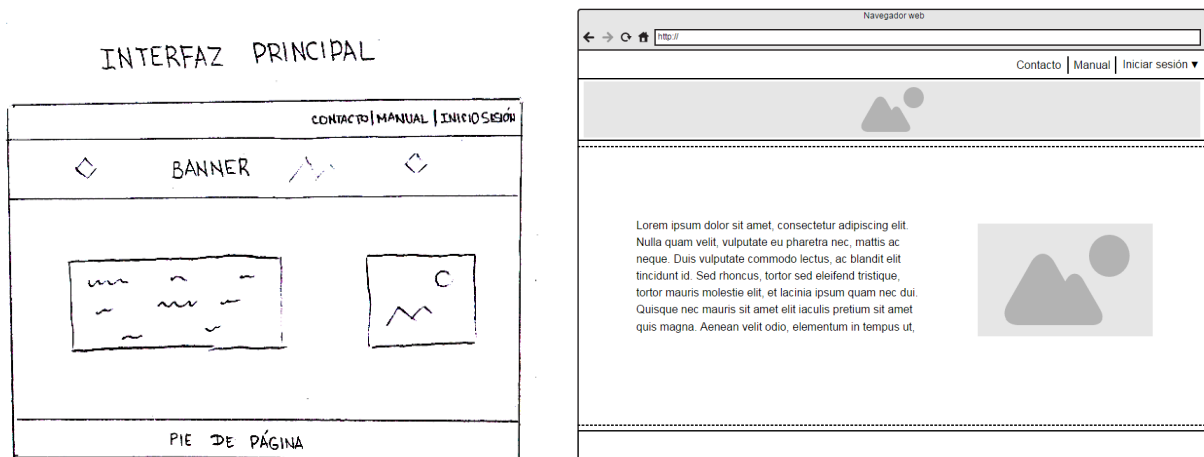 INTERFAZ PRINCIPAL
CONTACTO | MANUAL | INICIO SESIÓN
BANNER
PIE DE PÁGINA
Navegador web
http://
Contacto | Manual | Iniciar sesión ▼
Lorem ipsum dolor sit amet, consectetur adipiscing elit.
Nulla quam velit, vulputate eu pharetra nec, mattis ac
neque. Duis vulputate commodo lectus, ac blandit elit
tincidunt id. Sed rhoncus, tortor sed eleifend tristique,
tortor mauris molestie elit, et lacinia ipsum quam nec dui.
Quisque nec mauris sit amet elit iaculis pretium sit amet
quis magna. Aenean velit odio, elementum in tempus ut,